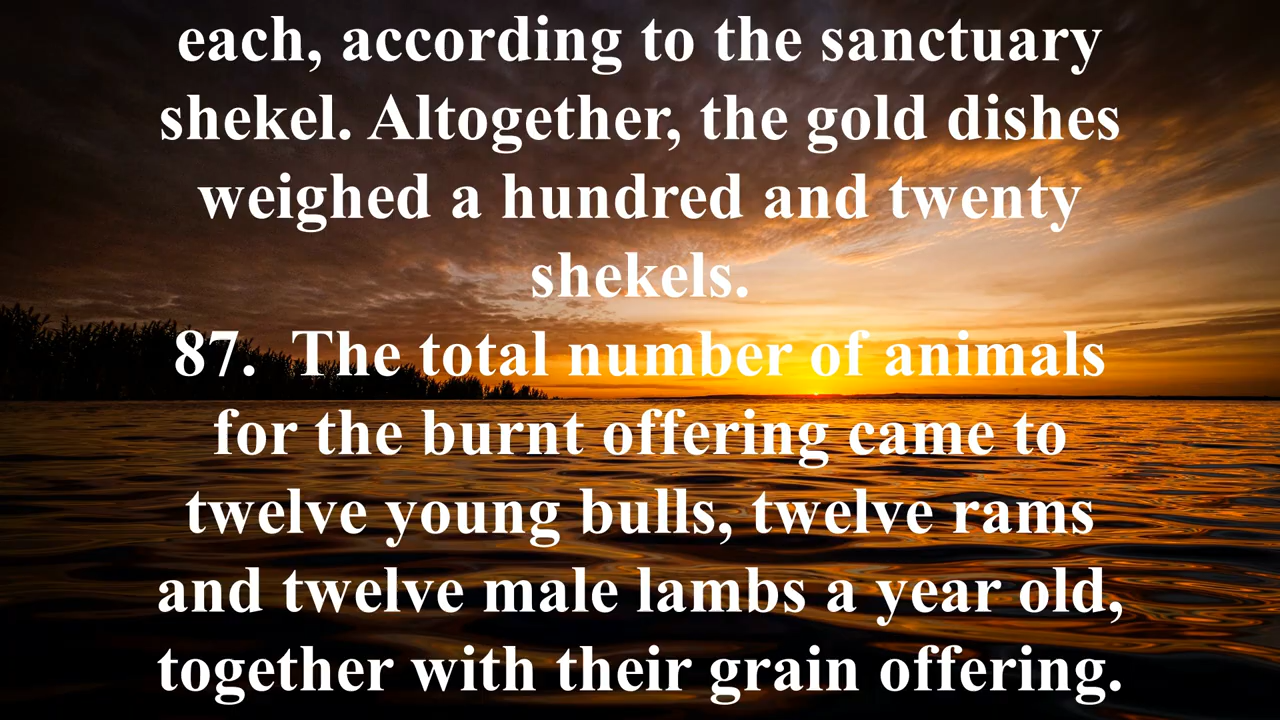 each, according to the sanctuary
shekel. Altogether, the gold dishes
weighed a hundred and twenty
shekels.
87.  The total number of animals
for the burnt offering came to
twelve young bulls, twelve rams
and twelve male lambs a year old,
together with their grain offering.